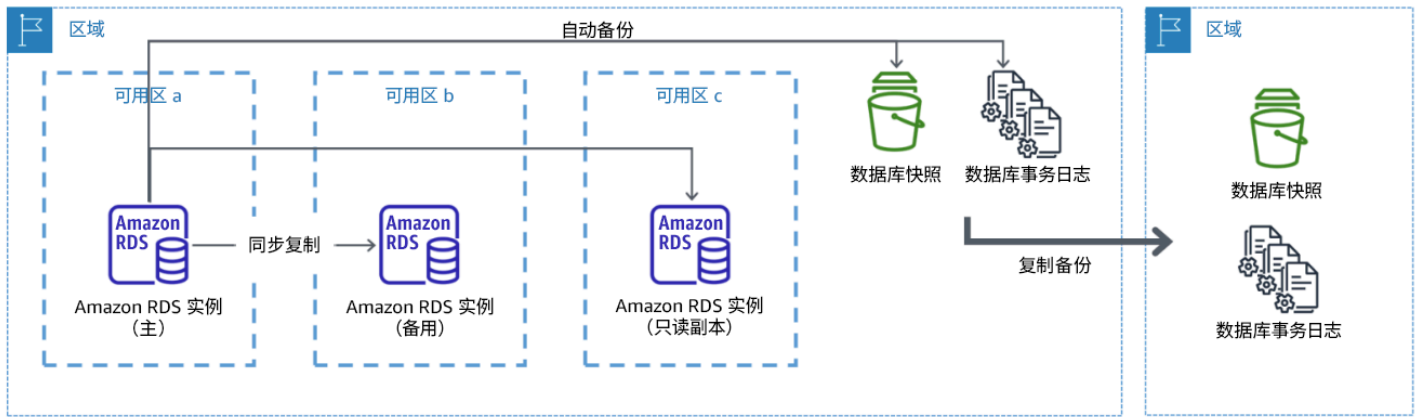 区域
自动备份
可用区 a
可用区 b
可用区 c
数据库快照
数据库事务日志
Amazon
RDS
同步复制
Amazon
RDS
Amazon
RDS
Amazon RDS 实例
（主）
Amazon RDS 实例
（备用）
Amazon RDS 实例
（只读副本）
复制备份
区域
数据库快照
数据库事务日志